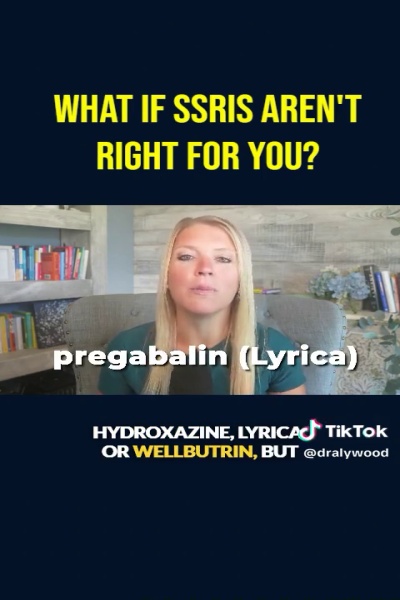 WHAT IF SSRIS AREN'T
RIGHT FOR YOU?
pregabalin (Lyrica)
HYDROXAZINE, LYRICA
TikTok
OR WELLBUTRIN, BUT
@dralywood